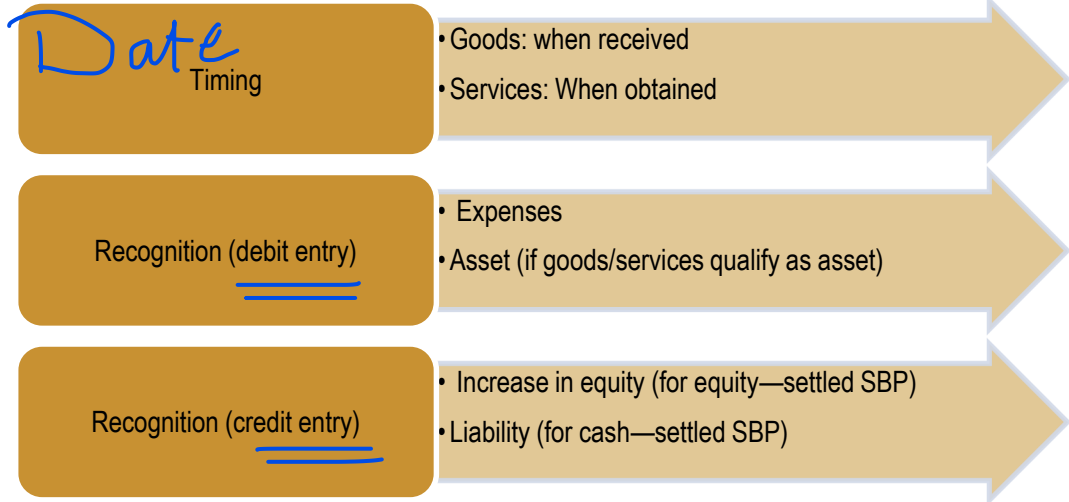 Date
Timing
• Goods: when received
• Services: When obtained
Recognition (debit entry)
• Expenses
• Asset (if goods/services qualify as asset)
Recognition (credit entry)
• Increase in equity (for equity—settled SBP)
• Liability (for cash—settled SBP)